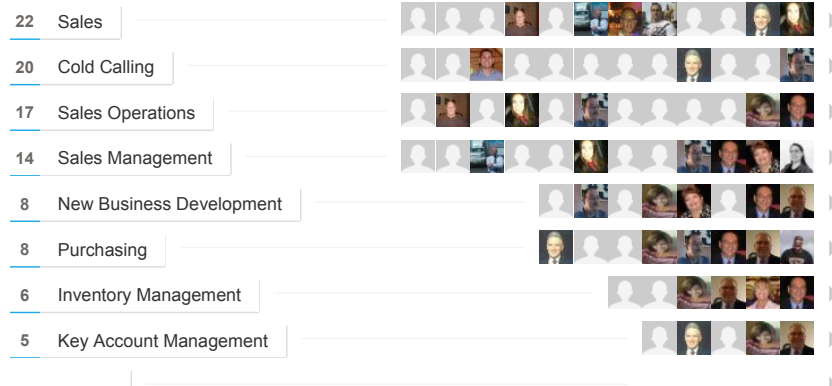 22 Sales
20 Cold Calling
17 Sales Operations
14 Sales Management
8 New Business Development
8 Purchasing
6 Inventory Management
5 Key Account Management